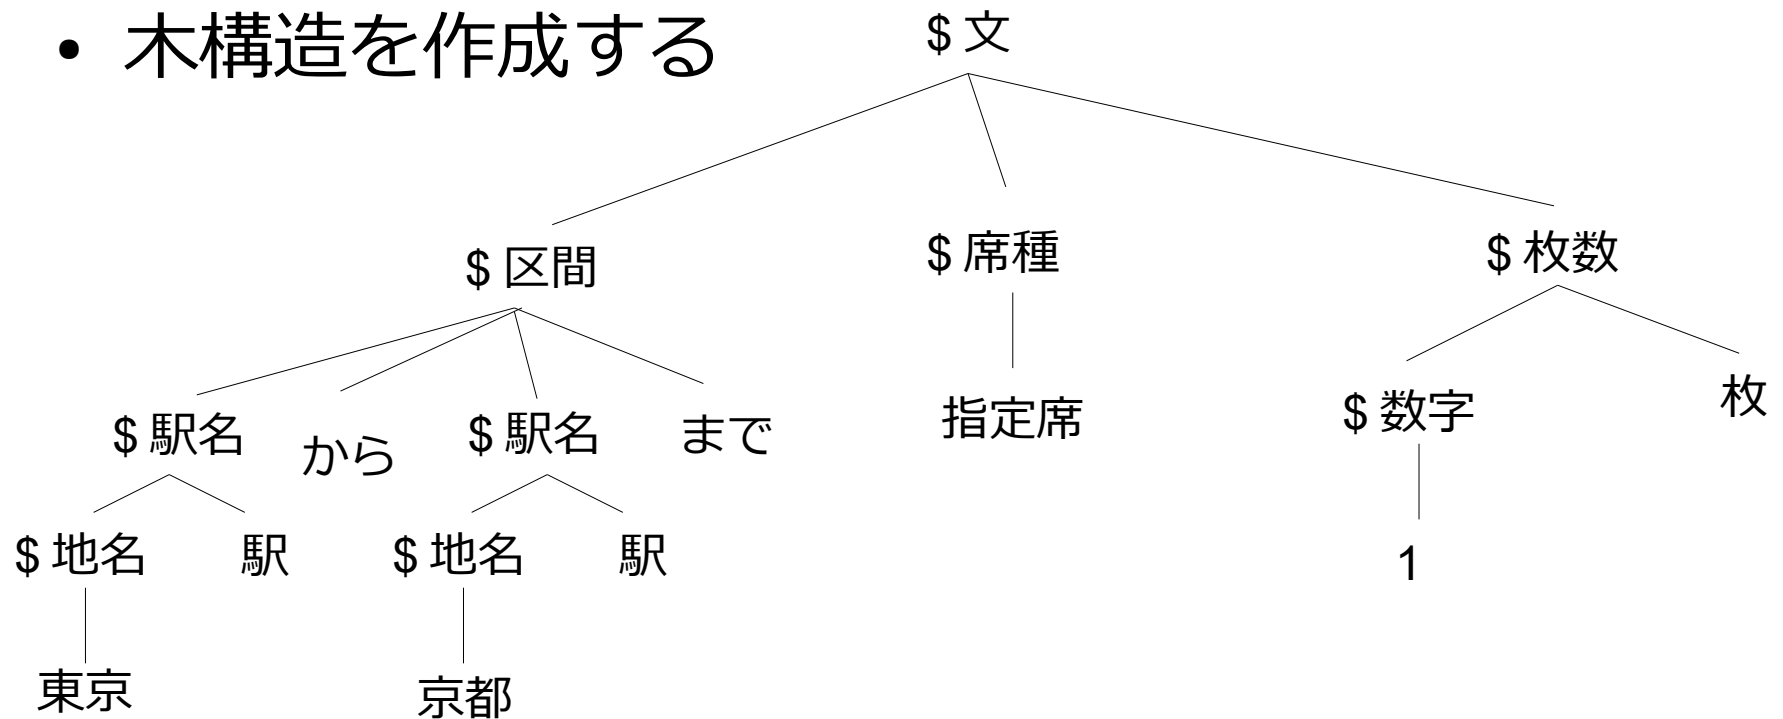 • 木構造を作成する
$ 文
$ 区間
$ 席種
$ 枚数
$ 駅名
から
$ 駅名
まで
指定席
$ 数字
枚
$ 地名
駅
$ 地名
駅
1
東京
京都